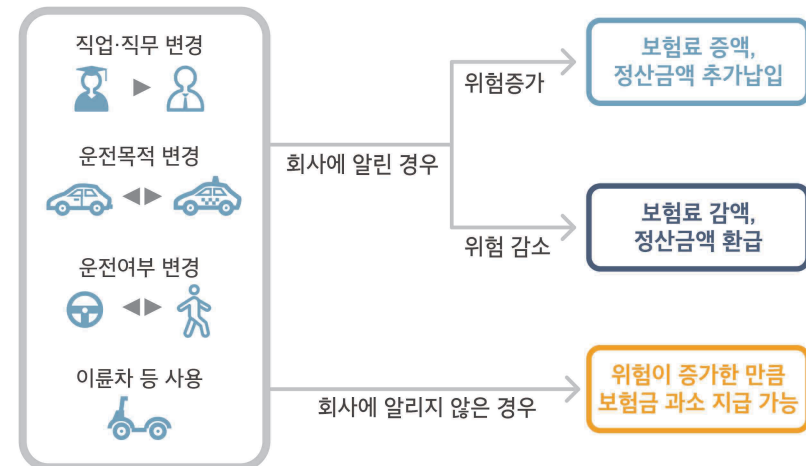 직업·직무 변경
운전목적 변경
운전여부 변경
이륜차 등 사용
회사에 알린 경우
위험증가
보험료 증액,
정산금액 추가납입
위험 감소
보험료 감액,
정산금액 환급
회사에 알리지 않은 경우
위험이 증가한 만큼
보험금 과소 지급 가능